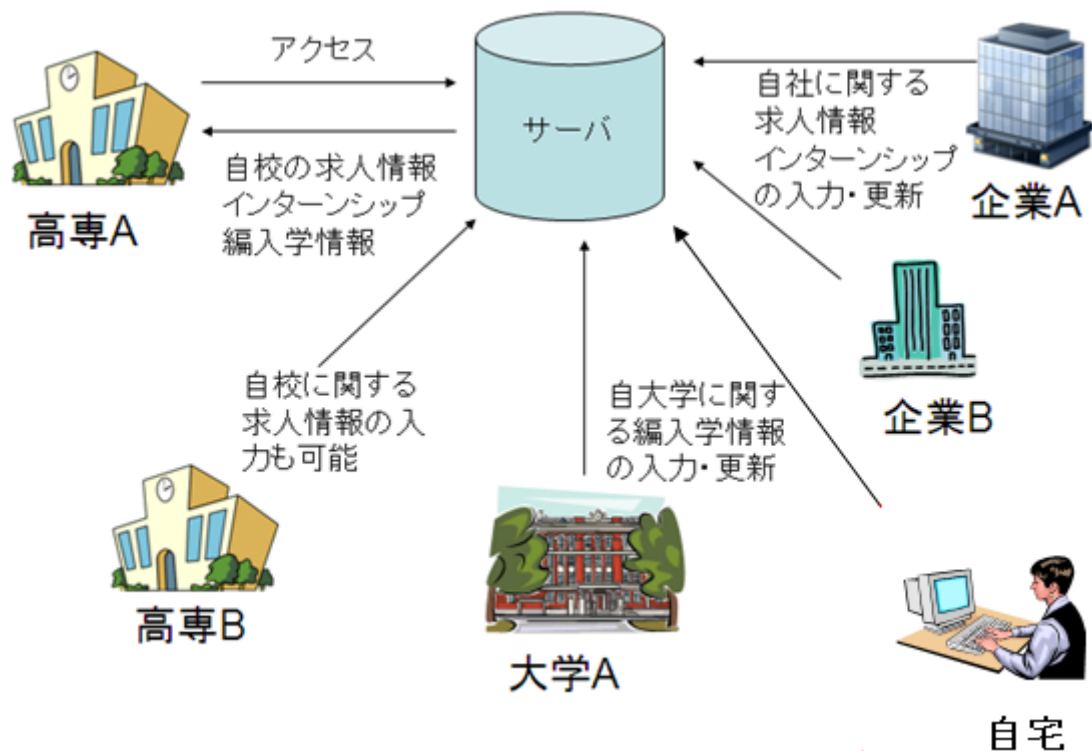 アクセス
サーバ
自社に関する
求人情報
インターンシップ
の入力・更新
自校の求人情報
インターンシップ
編入学情報
高専A
企業A
企業B
自校に関する
求人情報の入
力も可能
自大学に関す
る編入学情報
の入力・更新
高専B
大学A
自宅